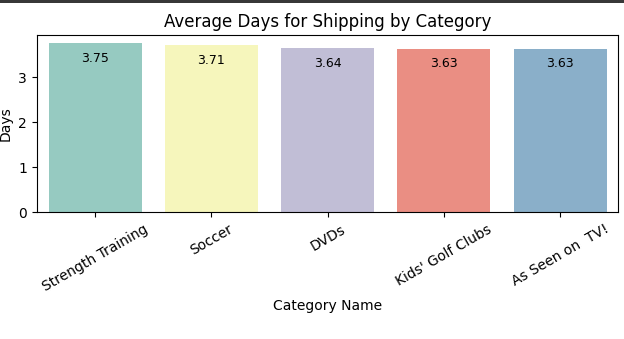 Average Days for Shipping by Category
3.75
3.71
3.64
3.63
3.63
3
2
1
0
Days
Strength Training
Soccer
DVDs
Kids' Golf Clubs
As Seen on  TV!
Category Name